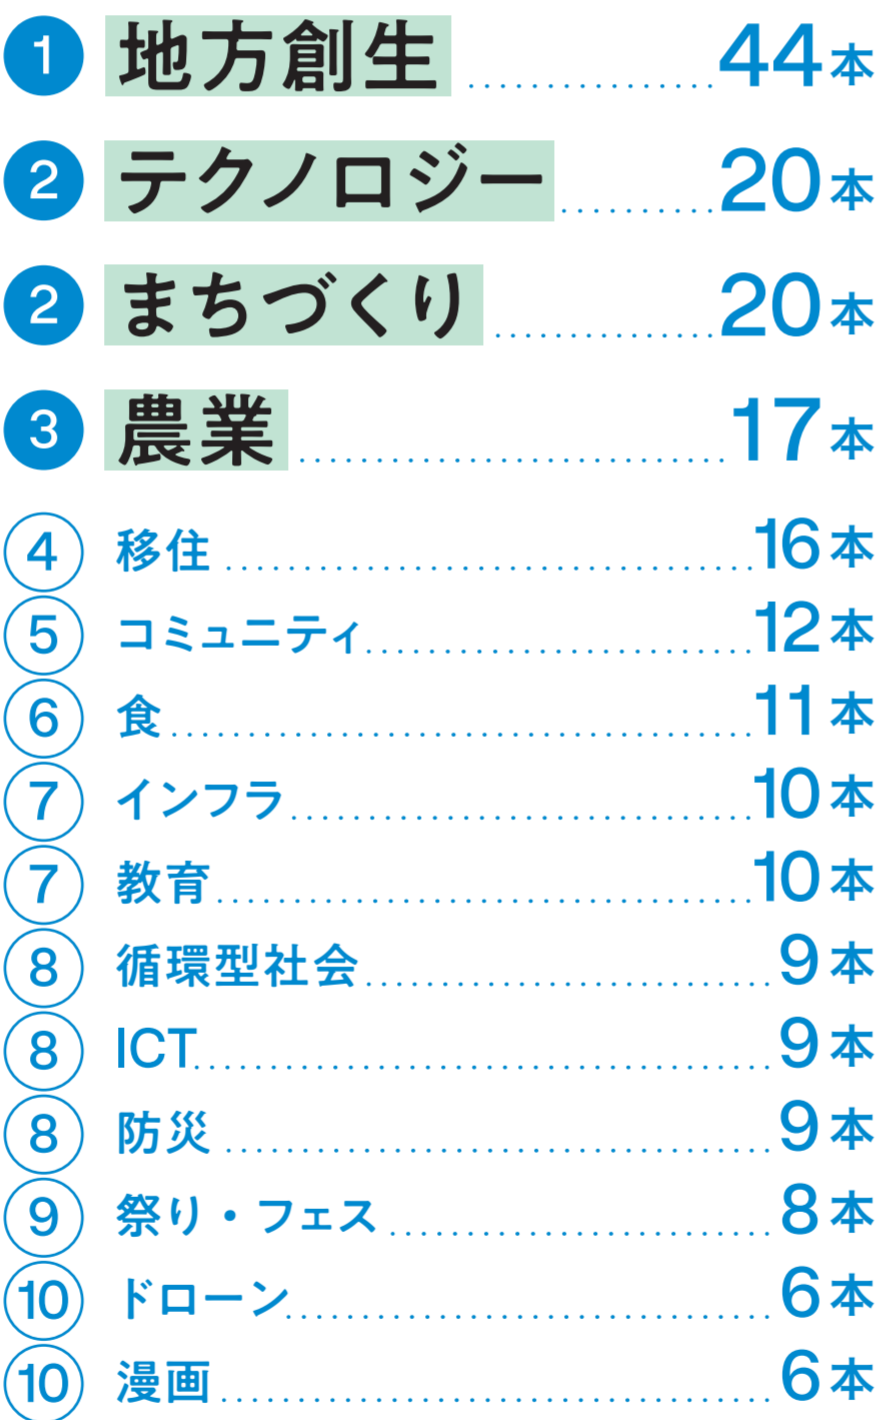 1 地方創生 44本
2 テクノロジー 20本
2 まちづくり 20本
3 農業 17本
4 移住 16本
5 コミュニティ 12本
6 食 11本
7 インフラ 10本
7 教育 10本
8 循環型社会 9本
8 ICT 9本
8 防災 9本
9 祭り・フェス 8本
10 ドローン 6本
10 漫画 6本